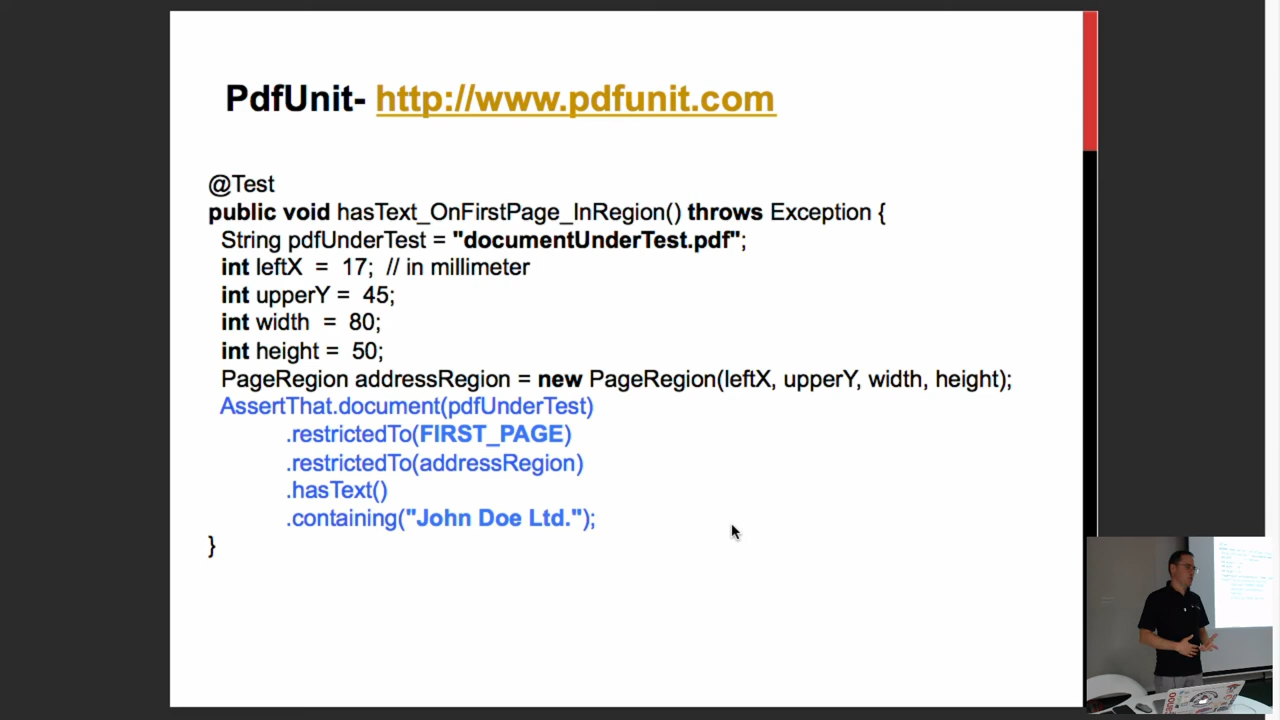 PdfUnit- http://www.pdfunit.com
@Test
public void hasText_OnFirstPage_InRegion() throws Exception {
String pdfUnderTest = "documentUnderTest.pdf";
int leftX = 17; // in millimeter
int upperY = 45;
int width = 80;
int height = 50;
PageRegion addressRegion = new PageRegion(leftX, upperY, width, height);
AssertThat.document(pdfUnderTest)
.restrictedTo(FIRST_PAGE)
.restrictedTo(addressRegion)
.hasText()
.containing("John Doe Ltd.");
}